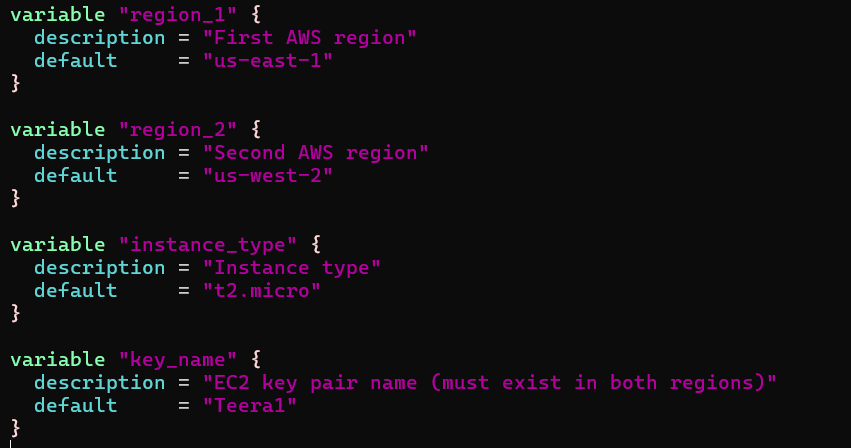 variable "region_1" {
  description = "First AWS region"
  default     = "us-east-1"
}

variable "region_2" {
  description = "Second AWS region"
  default     = "us-west-2"
}

variable "instance_type" {
  description = "Instance type"
  default     = "t2.micro"
}

variable "key_name" {
  description = "EC2 key pair name (must exist in both regions)"
  default     = "Teera1"
}